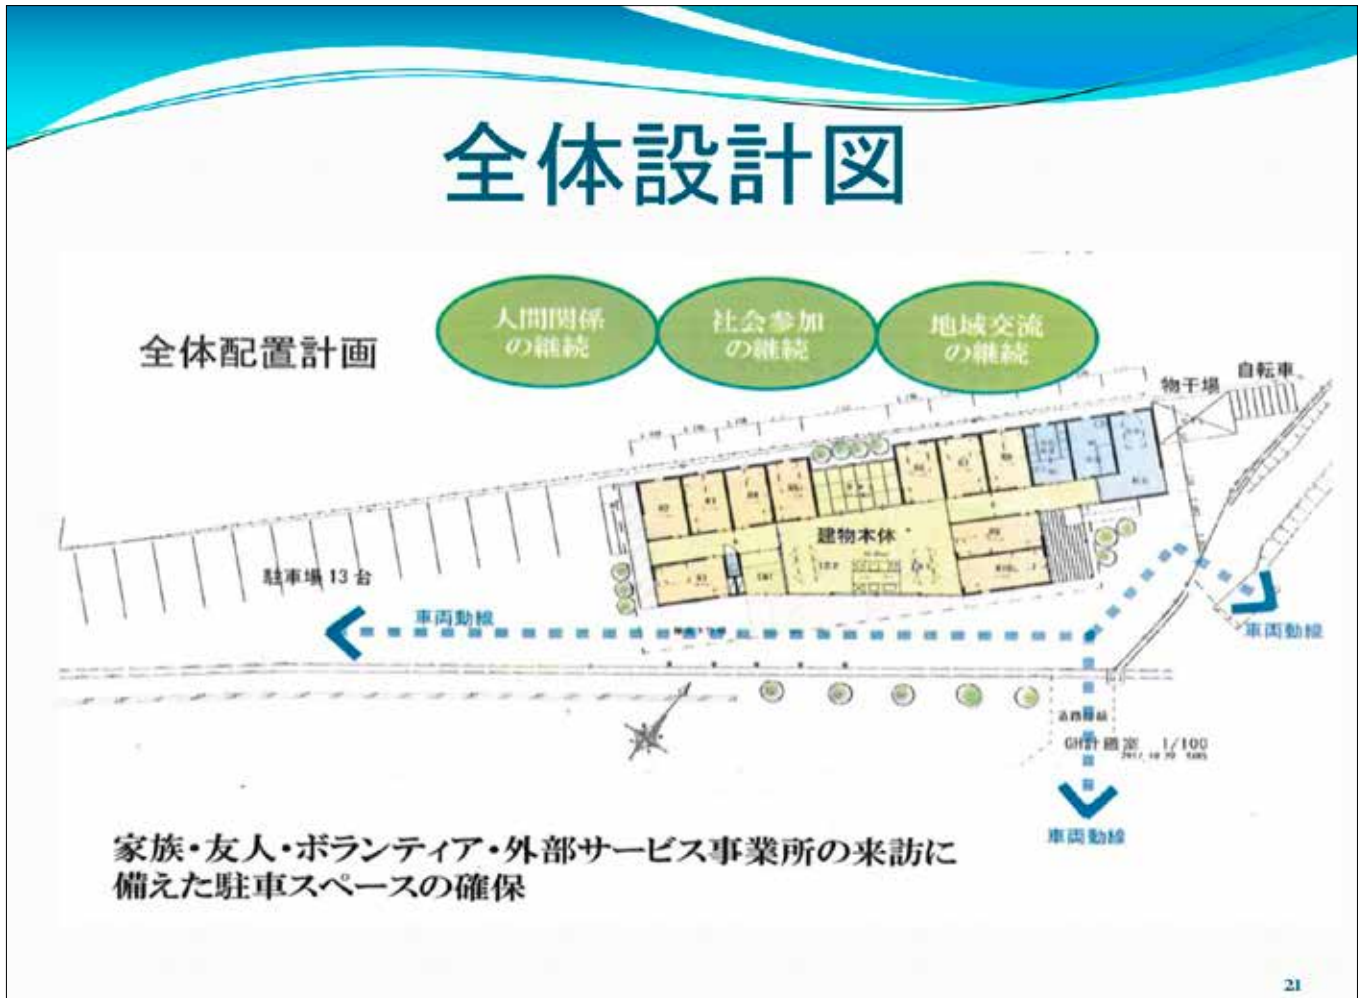 全体設計図
人間関係
の継続
社会参加
の継続
地域交流
の継続
全体配置計画
物干場
自転車
建物本体
駐車場13台
車両動線
車両動線
1/100
車両動線
家族・友人・ボランティア・外部サービス事業所の来訪に
備えた駐車スペースの確保
21